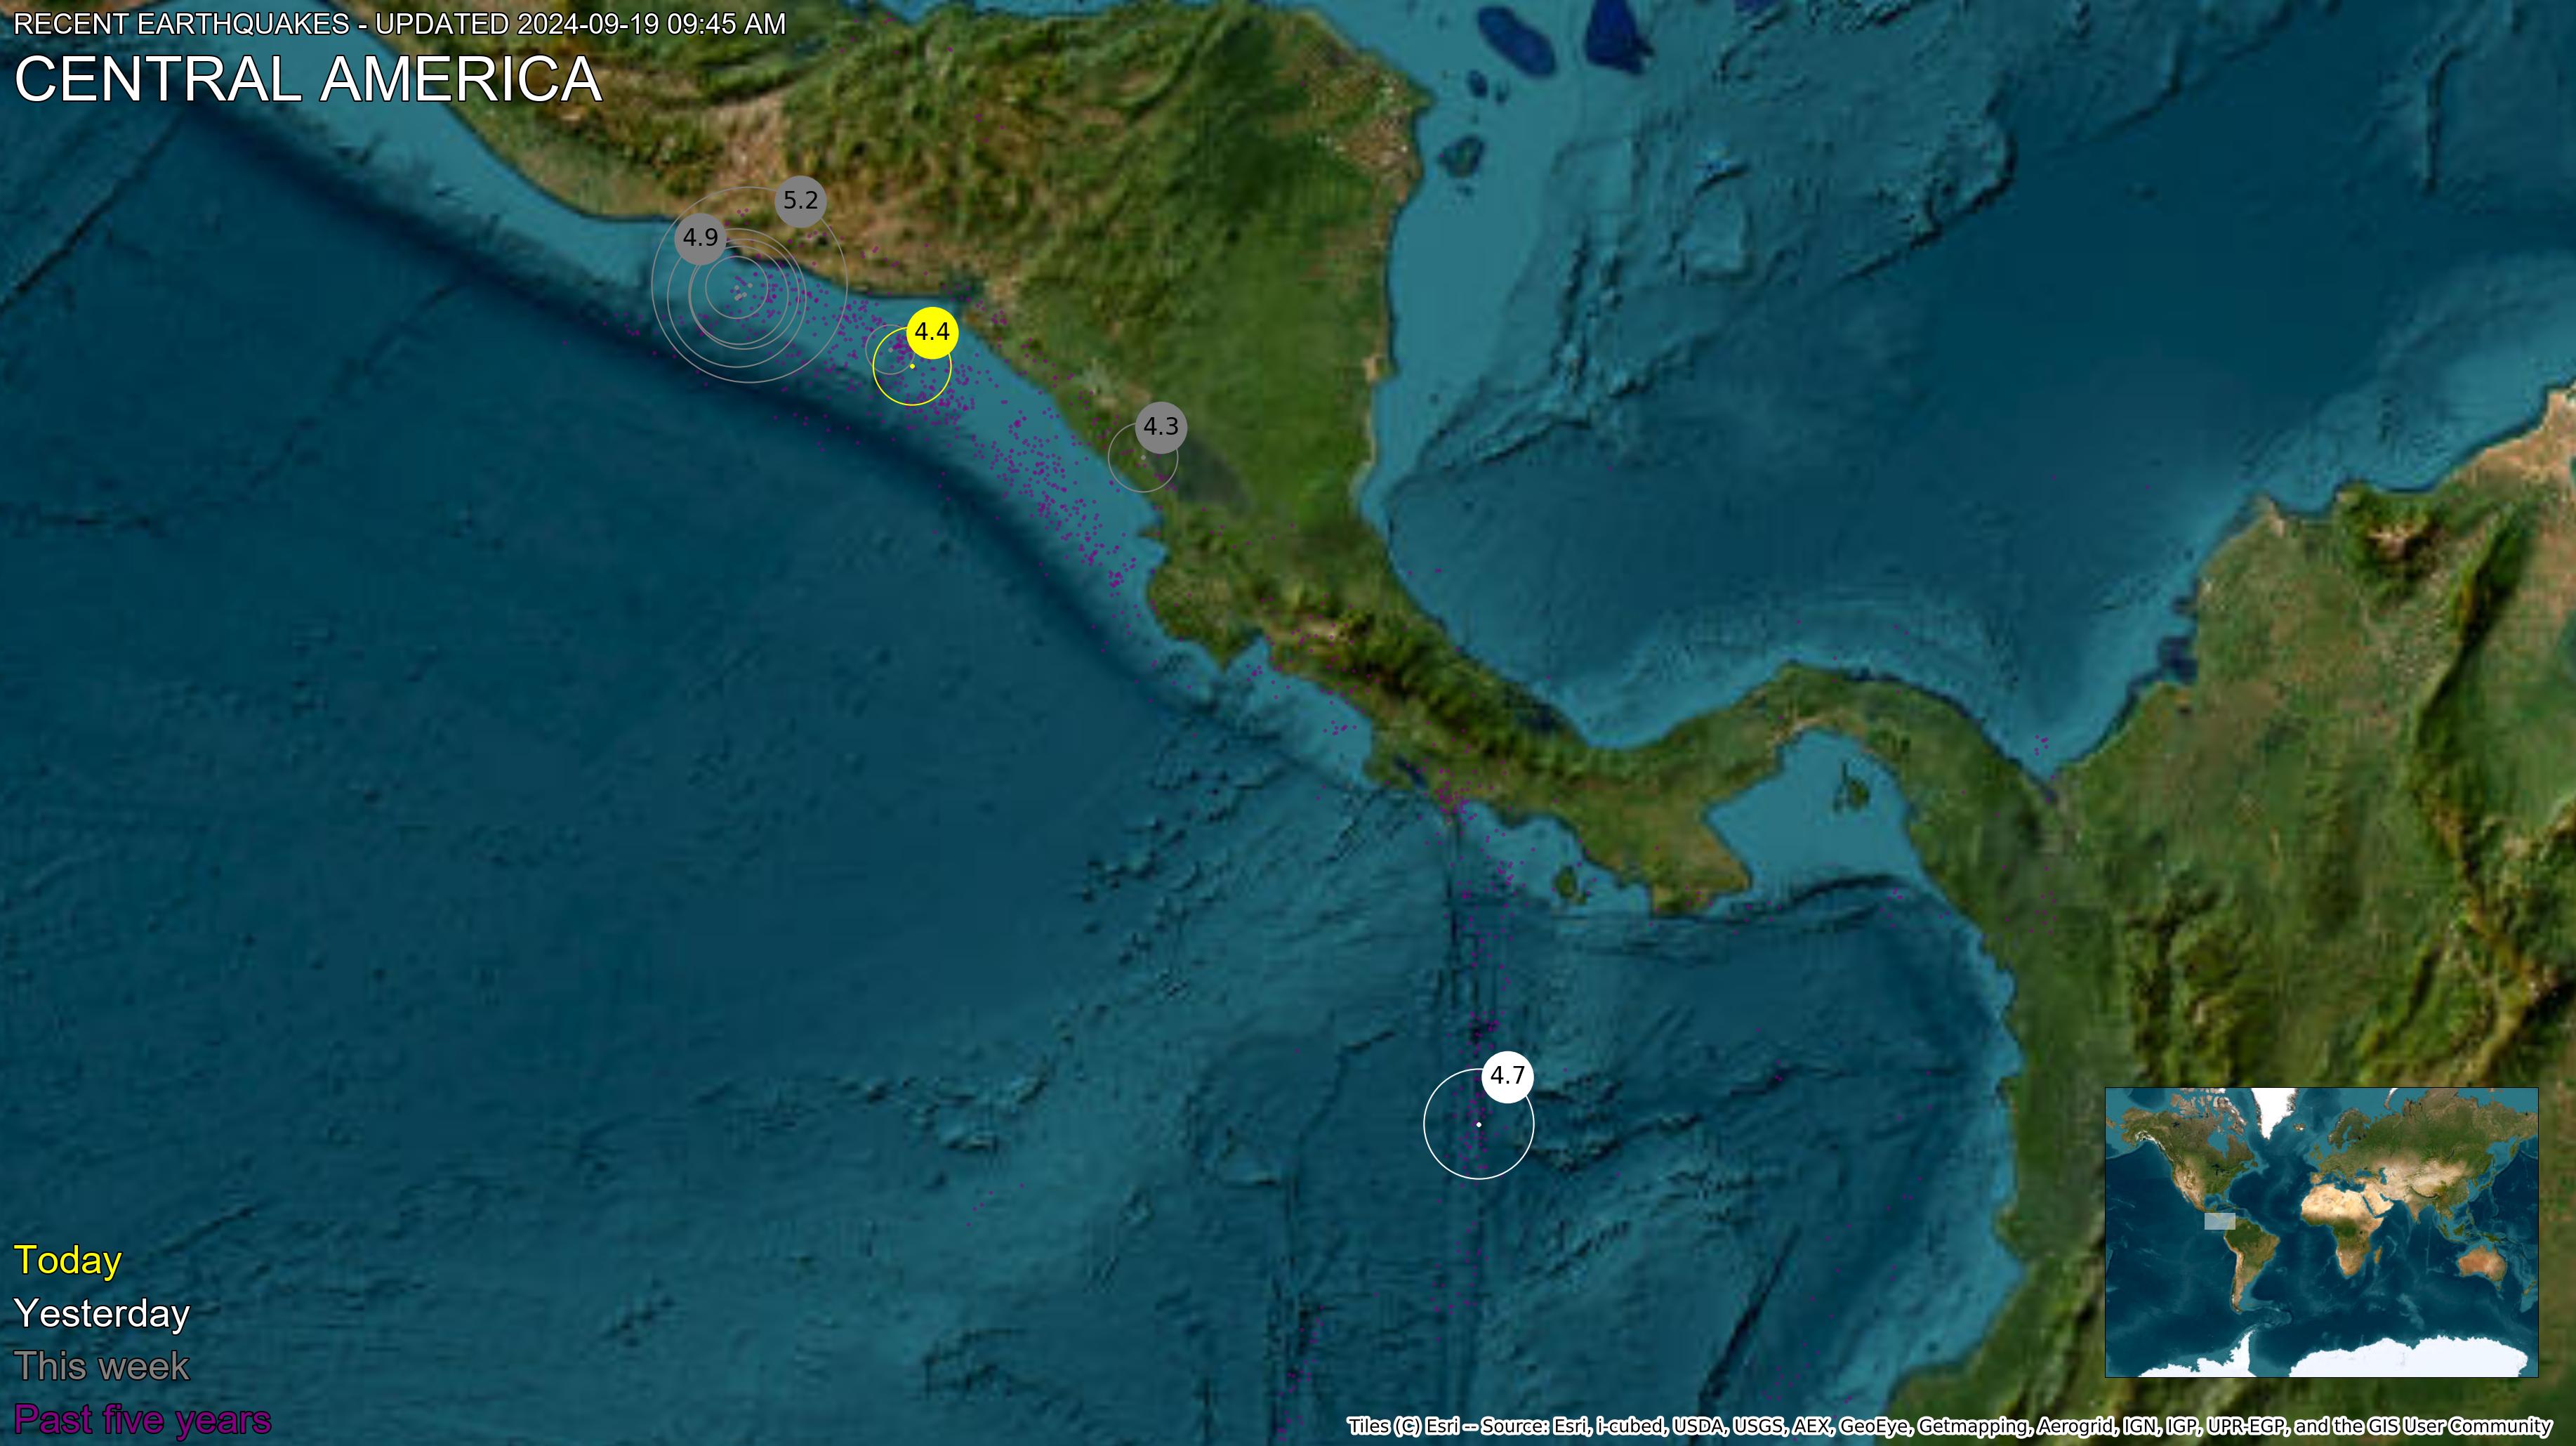 RECENT EARTHQUAKES - UPDATED 2024-09-19 09:45 AM
CENTRAL AMERICA
5.2
4.9
4.4
4.3
4.7
Today
Yesterday
This week
Past five years
Tiles (C) Esri -- Source: Esri, i-cubed, USDA, USGS, AEX, GeoEye, Getmapping, Aerogrid, IGN, IGP, UPR-EGP, and the GIS User Community